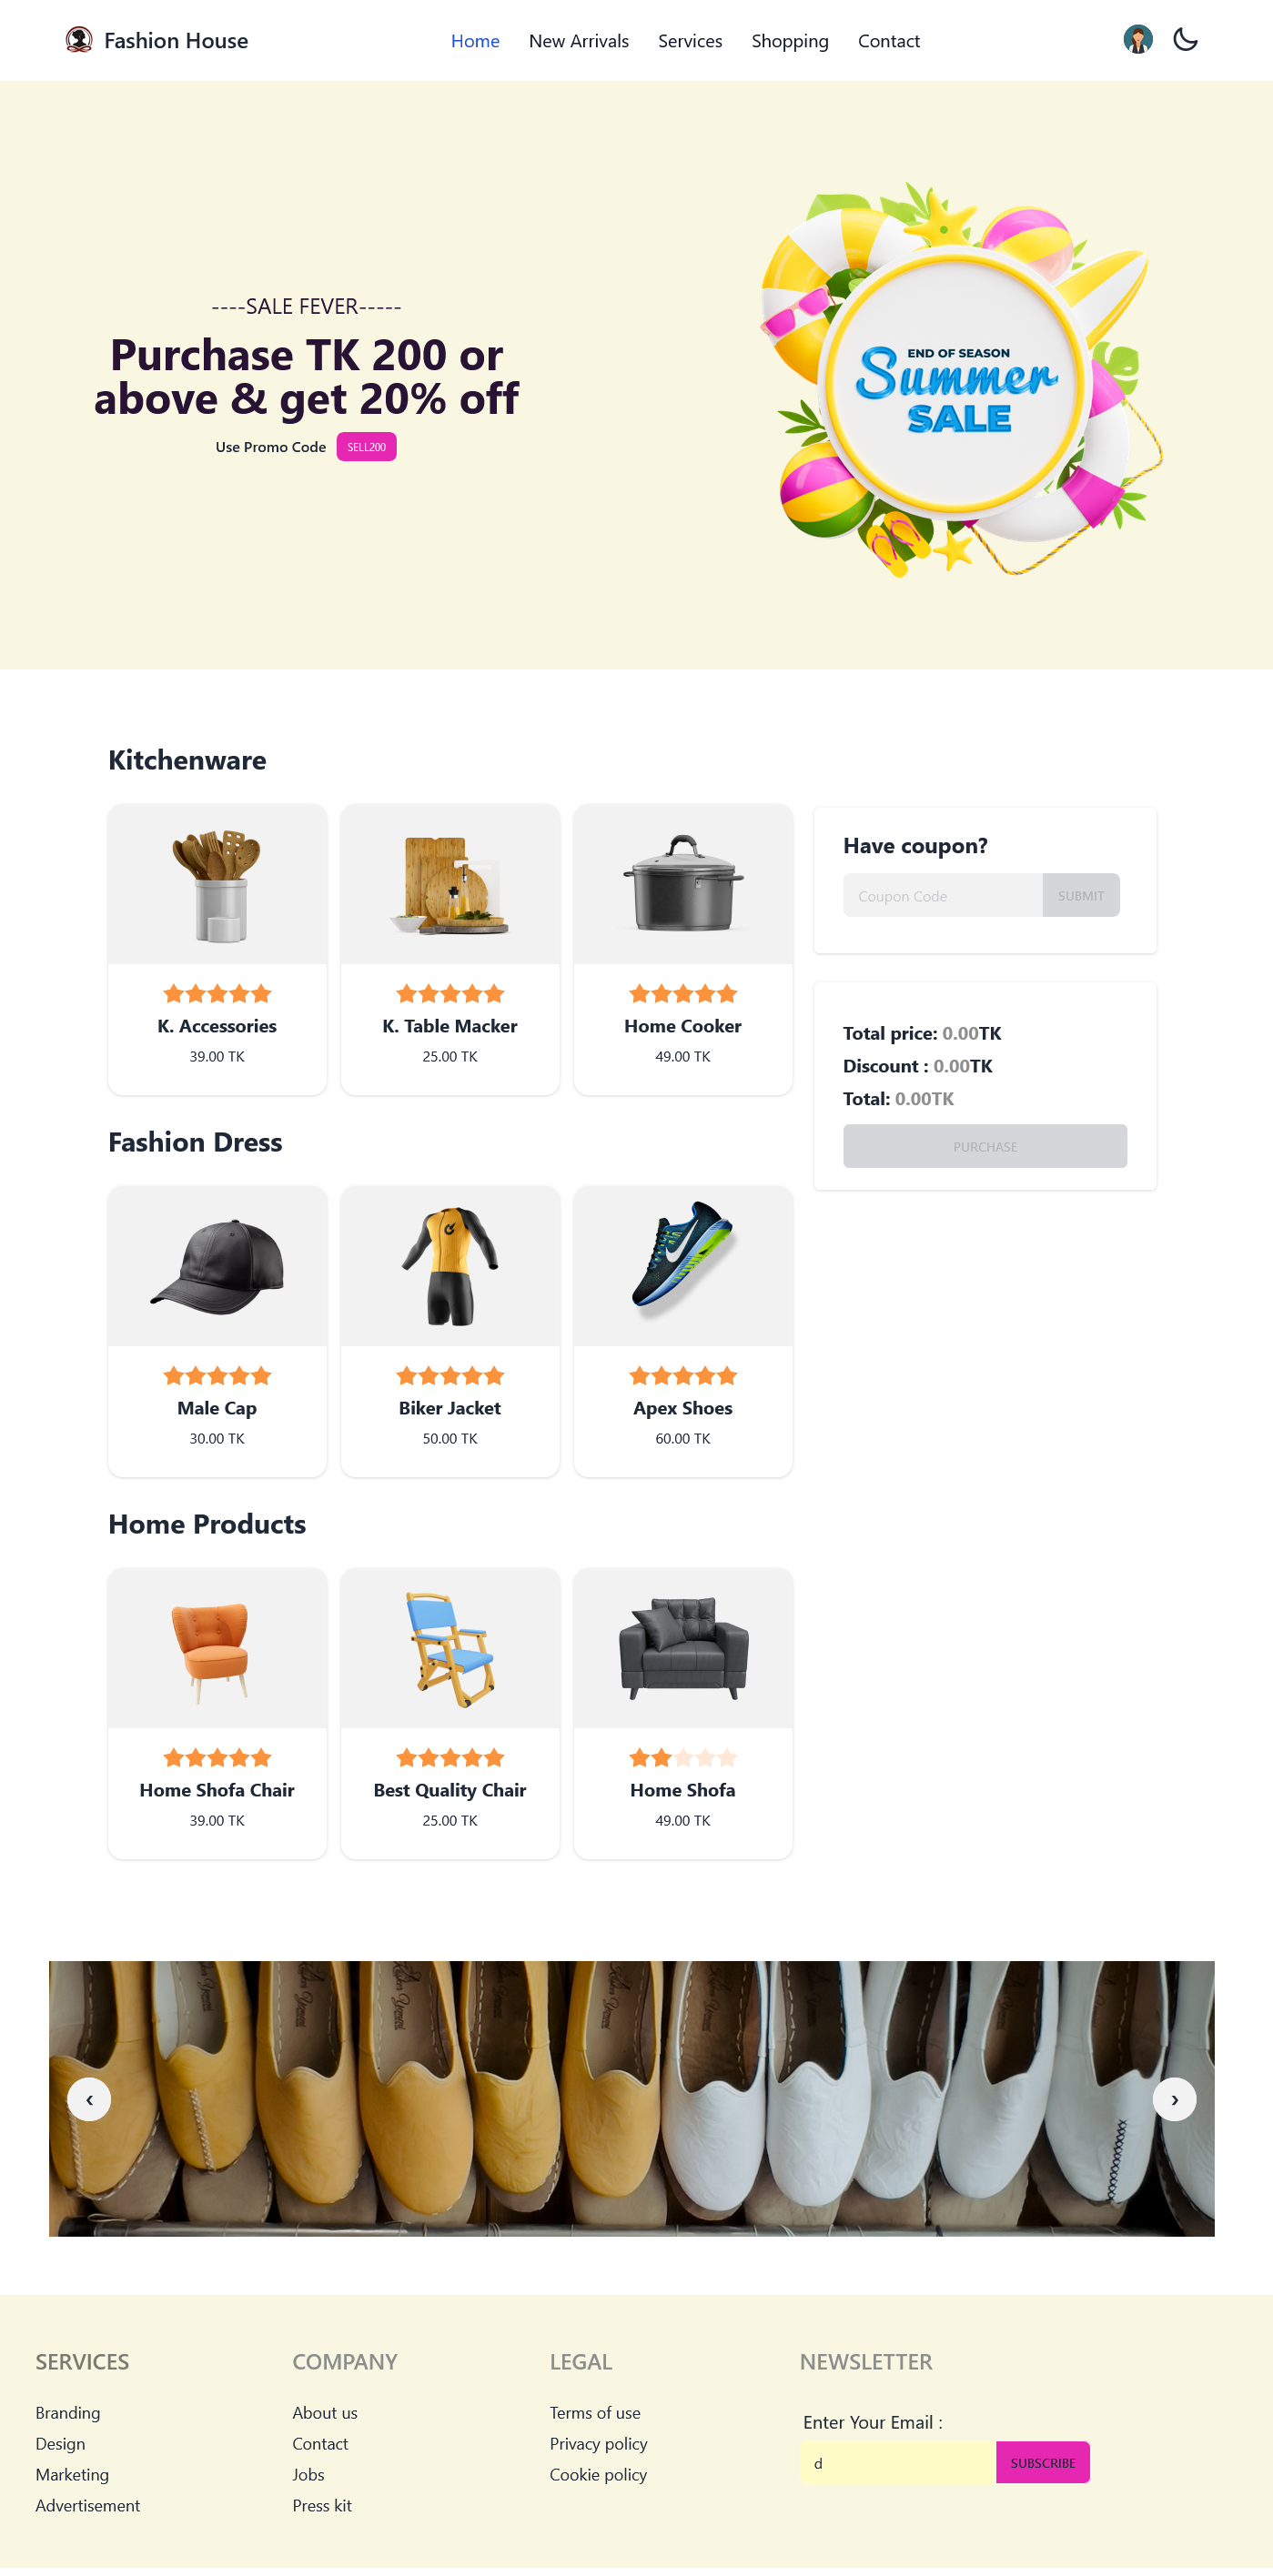 Fashion House
Home New Arrivals Services Shopping Contact
----SALE FEVER-----
Purchase TK 200 or
above & get 20% off
Use Promo Code SELL200
END OF SEASON
Summer
SALE
Kitchenware
K. Accessories
39.00 TK
K. Table Macker
25.00 TK
Home Cooker
49.00 TK
Have coupon?
Coupon Code SUBMIT
Total price: 0.00TK
Discount : 0.00TK
Total: 0.00TK
PURCHASE
Fashion Dress
Male Cap
30.00 TK
Biker Jacket
50.00 TK
Apex Shoes
60.00 TK
Home Products
Home Shofa Chair
39.00 TK
Best Quality Chair
25.00 TK
Home Shofa
49.00 TK
‹
›
SERVICES
Branding
Design
Marketing
Advertisement
COMPANY
About us
Contact
Jobs
Press kit
LEGAL
Terms of use
Privacy policy
Cookie policy
NEWSLETTER
Enter Your Email :
d SUBSCRIBE